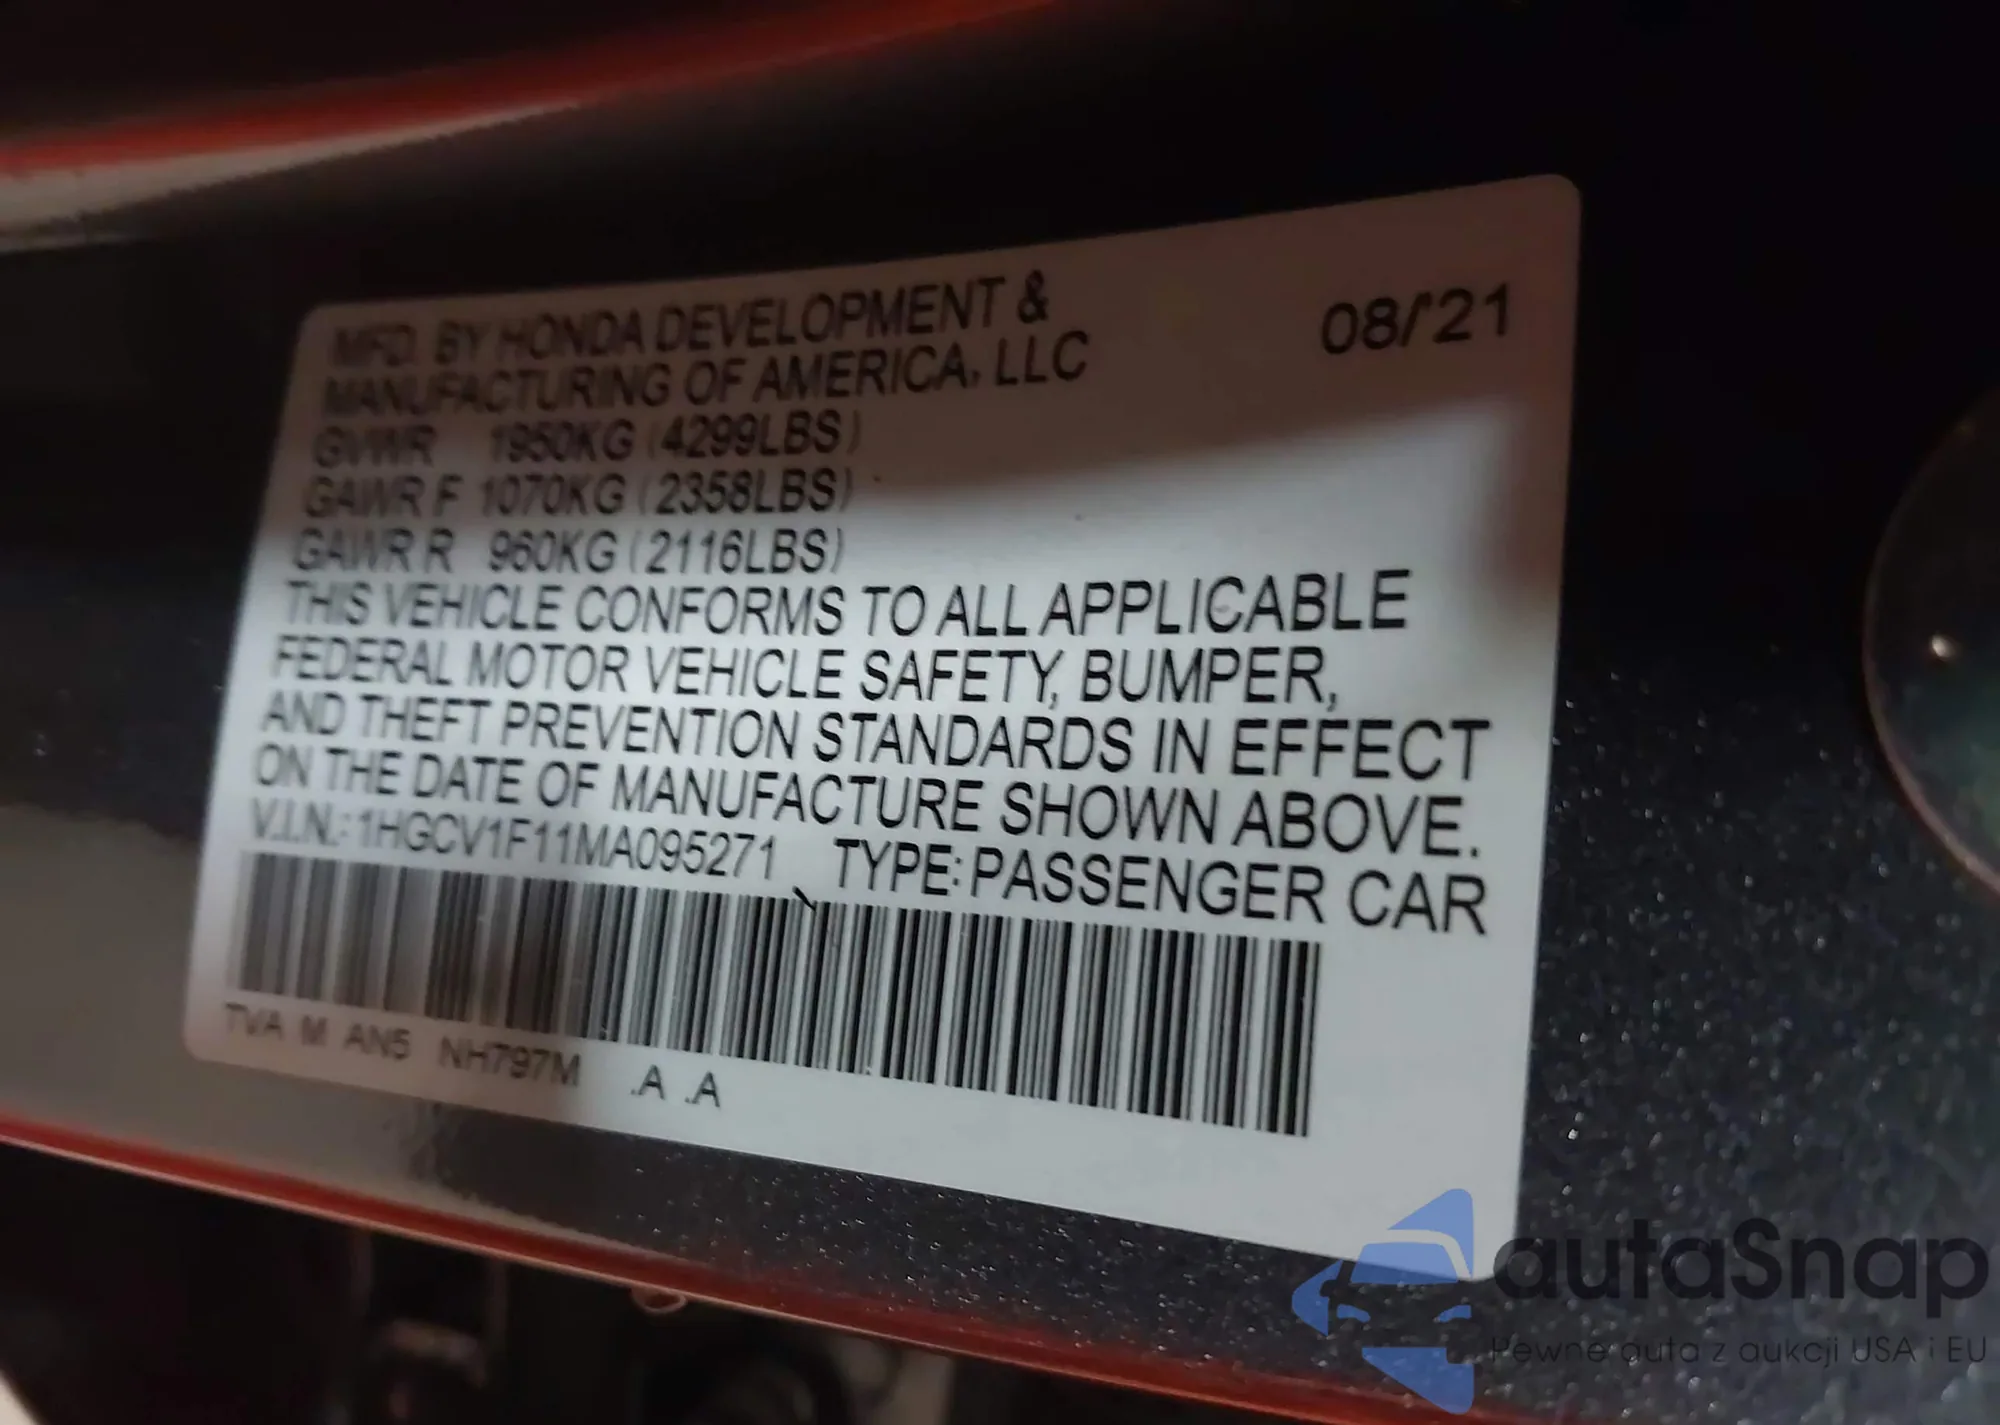 MFD. BY HONDA DEVELOPMENT &
MANUFACTURING OF AMERICA, LLC
08/'21
GVWR 1950KG (4299LBS)
GAWR F 1070KG (2358LBS)
GAWR R 960KG (2116LBS)
THIS VEHICLE CONFORMS TO ALL APPLICABLE
FEDERAL MOTOR VEHICLE SAFETY, BUMPER,
AND THEFT PREVENTION STANDARDS IN EFFECT
ON THE DATE OF MANUFACTURE SHOWN ABOVE.
V.I.N.: 1HGCV1F11MA095271 TYPE: PASSENGER CAR
TVA M AN5 NH797M .A .A
autaSnap
Pewne auta z aukcji USA i EU